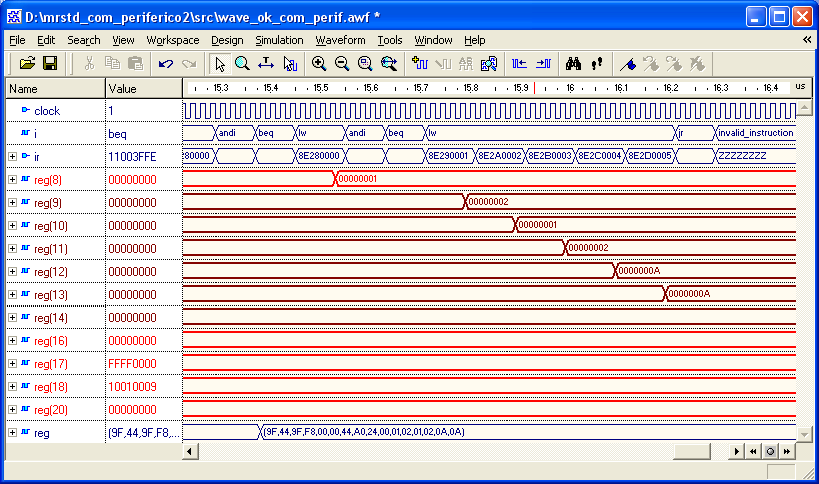 D:\mrstd_com_periferico2\src\wave_ok_com_perif.awf *
File Edit Search View Workspace Design Simulation Waveform Tools Window Help
Name Value 15.3 15.4 15.5 15.6 15.7 15.8 15.9 16 16.1 16.2 16.3 16.4 us
clock 1
i beq andi beq lw andi beq lw jr invalid_instruction
ir 11003FFE 280000 8E280000 8E290001 8E2A0002 8E2B0003 8E2C0004 8E2D0005 ZZZZZZZZ
reg(8) 00000000 00000001
reg(9) 00000000 00000002
reg(10) 00000000 00000001
reg(11) 00000000 00000002
reg(12) 00000000 0000000A
reg(13) 00000000 0000000A
reg(14) 00000000
reg(16) 00000000
reg(17) FFFF0000
reg(18) 10010009
reg(20) 00000000
reg (9F,44,9F,F8,... (9F,44,9F,F8,00,00,44,A0,24,00,01,02,01,02,0A,0A)